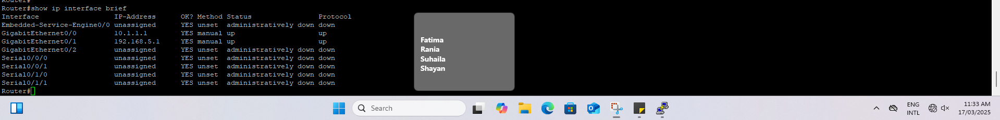 Router#
Router#show ip interface brief
Interface IP-Address OK? Method Status Protocol
Embedded-Service-Engine0/0 unassigned YES unset administratively down down
GigabitEthernet0/0 10.1.1.1 YES manual up up
GigabitEthernet0/1 192.168.5.1 YES manual up up
GigabitEthernet0/2 unassigned YES unset administratively down down
Serial0/0/0 unassigned YES unset administratively down down
Serial0/0/1 unassigned YES unset administratively down down
Serial0/1/0 unassigned YES unset administratively down down
Serial0/1/1 unassigned YES unset administratively down down
Router#
Fatima
Rania
Suhaila
Shayan
Search
ENG
INTL
11:33 AM
17/03/2025